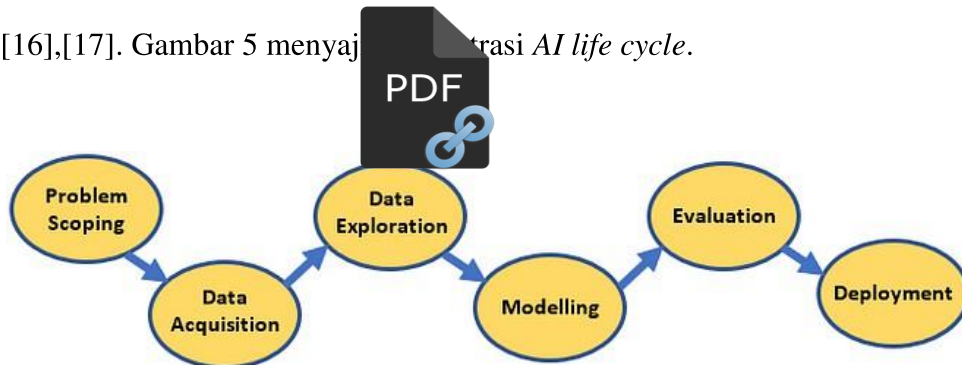 [16],[17]. Gambar 5 menyaj trasi AI life cycle.
PDF
Problem
Scoping
Data
Acquisition
Data
Exploration
Modelling
Evaluation
Deployment